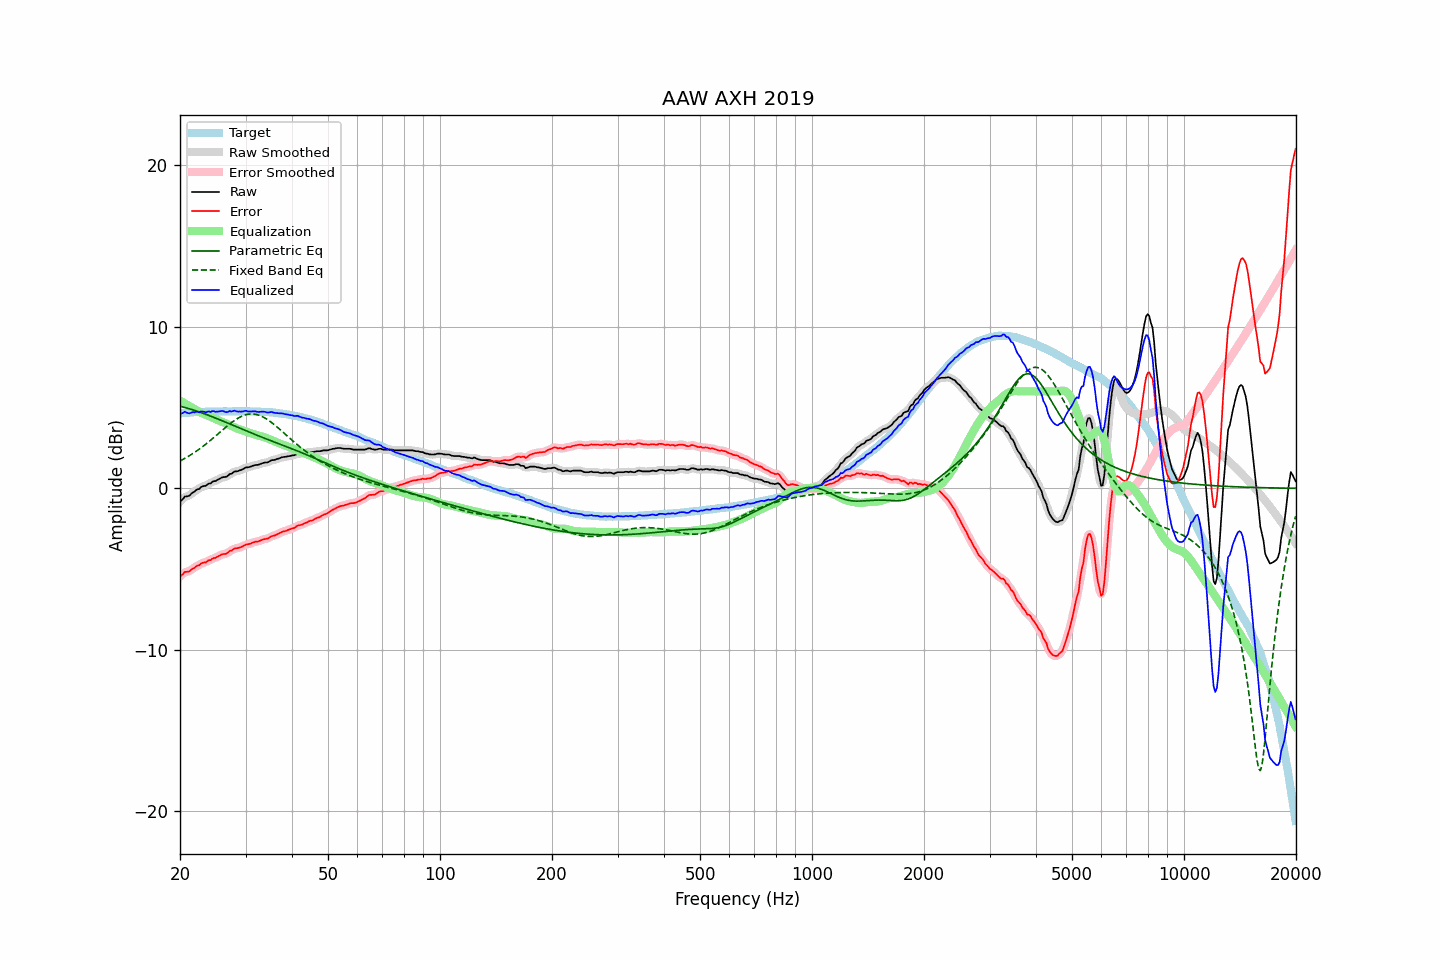 AAW AXH 2019
Target
Raw Smoothed
Error Smoothed
Raw
Error
Equalization
Parametric Eq
Fixed Band Eq
Equalized
20
10
0
−10
−20
Amplitude (dBr)
20 50 100 200 500 1000 2000 5000 10000 20000
Frequency (Hz)